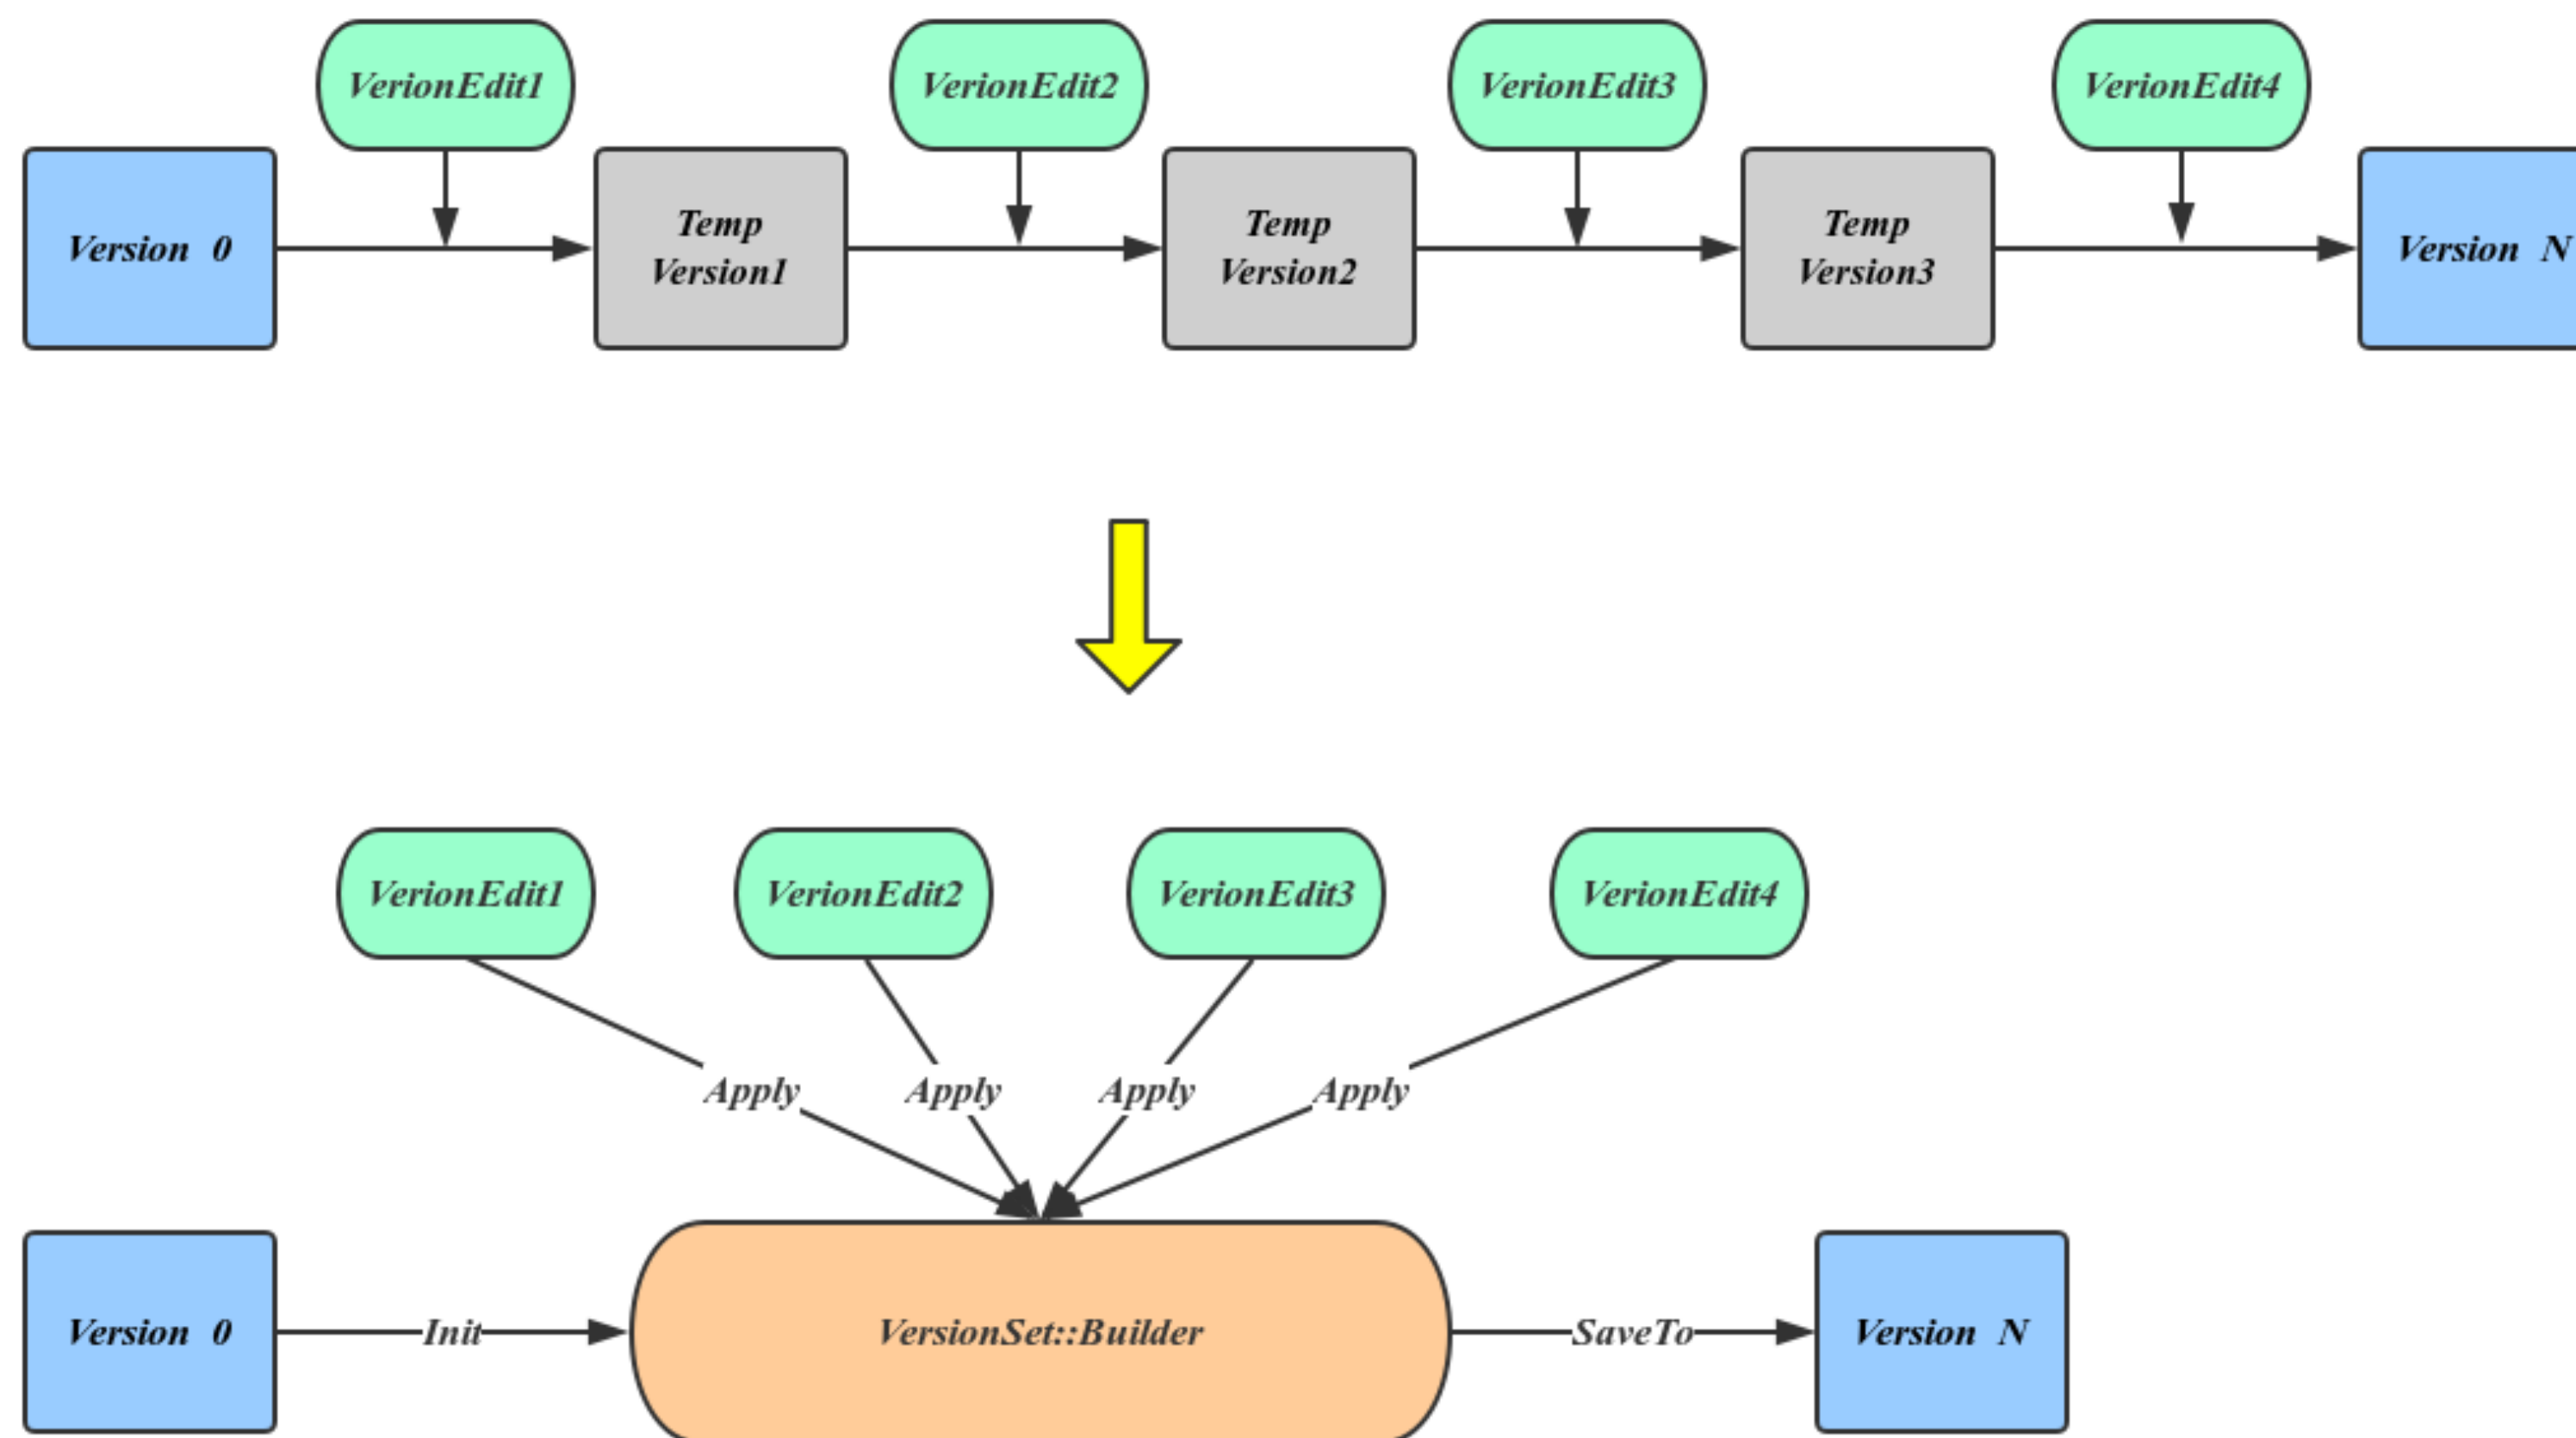 VerionEdit1
VerionEdit2
VerionEdit3
VerionEdit4
Version 0
Temp
Version1
Temp
Version2
Temp
Version3
Version N
VerionEdit1
VerionEdit2
VerionEdit3
VerionEdit4
Apply
Apply
Apply
Apply
Version 0
Init
VersionSet::Builder
SaveTo
Version N